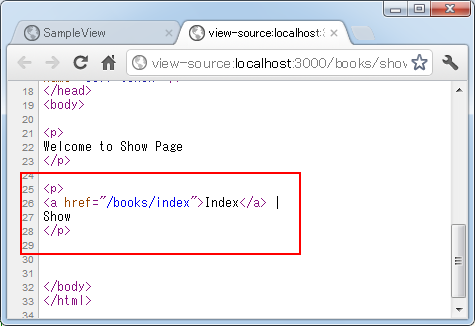 SampleView
view-source:localhost:3
view-source:localhost:3000/books/show
18 </head>
19 <body>
20
21 <p>
22 Welcome to Show Page
23 </p>
24
25 <p>
26 <a href="/books/index">Index</a> |
27 Show
28 </p>
29
30
31
32 </body>
33 </html>
34